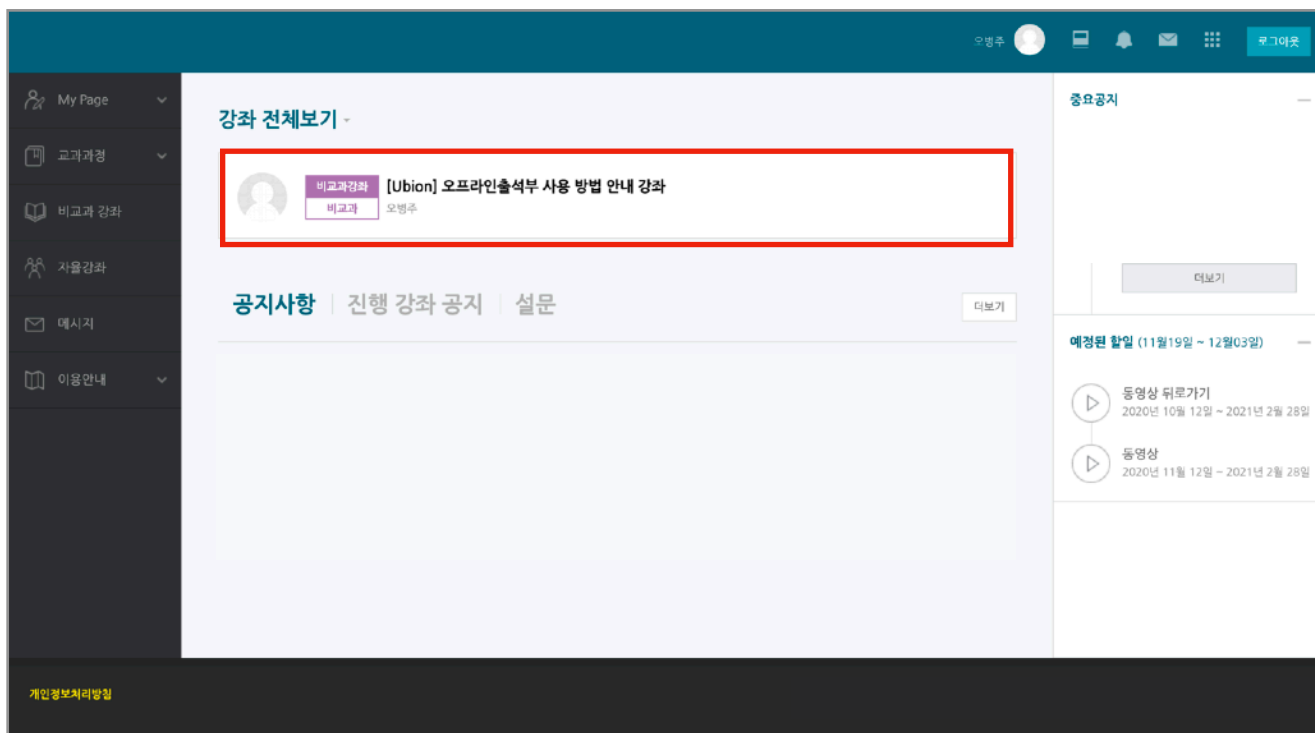 오병주
로그아웃
My Page
교과과정
비교과 강좌
자율강좌
메시지
이용안내
강좌 전체보기
비교과강좌
[Ubion] 오프라인출석부 사용 방법 안내 강좌
비교과
오병주
공지사항
진행 강좌 공지
설문
더보기
중요공지
더보기
예정된 할일 (11월19일 ~ 12월03일)
동영상 뒤로가기
2020년 10월 12일 ~ 2021년 2월 28일
동영상
2020년 11월 12일 ~ 2021년 2월 28일
개인정보처리방침